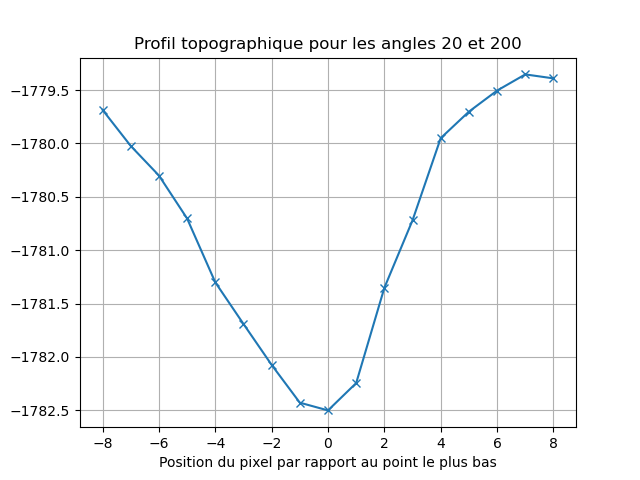 Profil topographique pour les angles 20 et 200
−1779.5
−1780.0
−1780.5
−1781.0
−1781.5
−1782.0
−1782.5
−8 −6 −4 −2 0 2 4 6 8
Position du pixel par rapport au point le plus bas